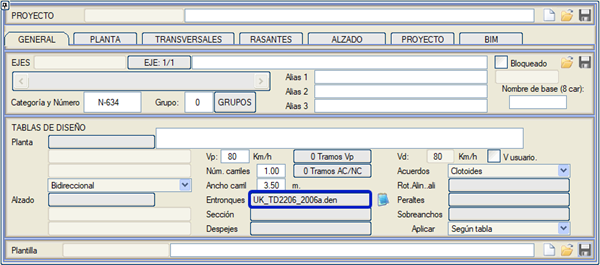 PROYECTO
GENERAL PLANTA TRANSVERSALES RASANTES ALZADO PROYECTO BIM
EJES EJE: 1/1 Bloqueado
Alias 1
Nombre de base (8 car):
Alias 2
Categoría y Número N-634 Grupo: 0 GRUPOS
Alias 3
TABLAS DE DISEÑO
Planta
Vp: 80 Km/h 0 Tramos Vp Vd: 80 Km/h V usuario.
Núm. carriles 1.00 0 Tramos AC/NC Acuerdos Clotoides
Bidireccional Ancho carril 3.50 m. Rot.Alin..ali
Alzado Entronques UK_TD2206_2006a.den Peraltes
Sección Sobreanchos
Despejes Aplicar Según tabla
Plantilla